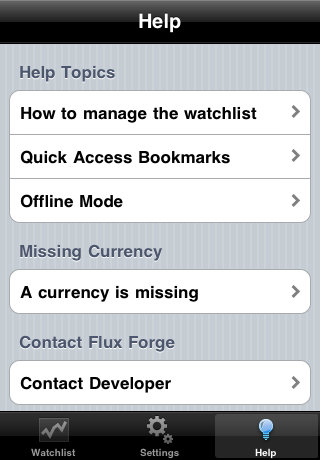 Help
Help Topics
How to manage the watchlist
Quick Access Bookmarks
Offline Mode
Missing Currency
A currency is missing
Contact Flux Forge
Contact Developer
Watchlist
Settings
Help